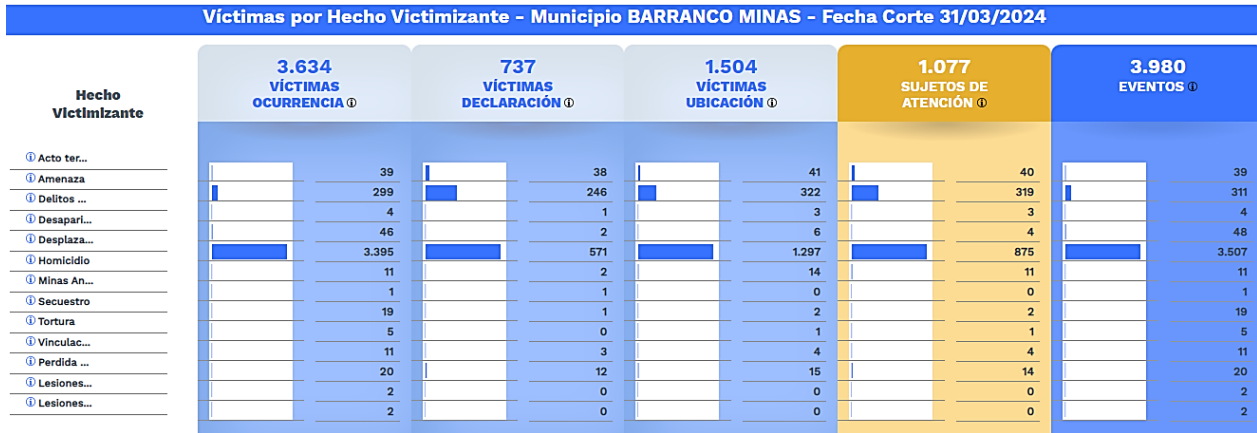 Víctimas por Hecho Victimizante - Municipio BARRANCO MINAS - Fecha Corte 31/03/2024
Hecho Victimizante
3.634 VÍCTIMAS OCURRENCIA
737 VÍCTIMAS DECLARACIÓN
1.504 VÍCTIMAS UBICACIÓN
1.077 SUJETOS DE ATENCIÓN
3.980 EVENTOS
Acto ter... 39 38 41 40 39
Amenaza 299 246 322 319 311
Delitos ... 4 1 3 3 4
Desapari... 46 2 6 4 48
Desplaza... 3.395 571 1.297 875 3.507
Homicidio 11 2 14 11 11
Minas An... 1 1 0 0 1
Secuestro 19 1 2 2 19
Tortura 5 0 1 1 5
Vinculac... 11 3 4 4 11
Perdida ... 20 12 15 14 20
Lesiones... 2 0 0 0 2
Lesiones... 2 0 0 0 2